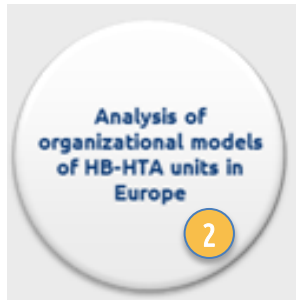 Analysis of
organizational models
of HB-HTA units in
Europe
2